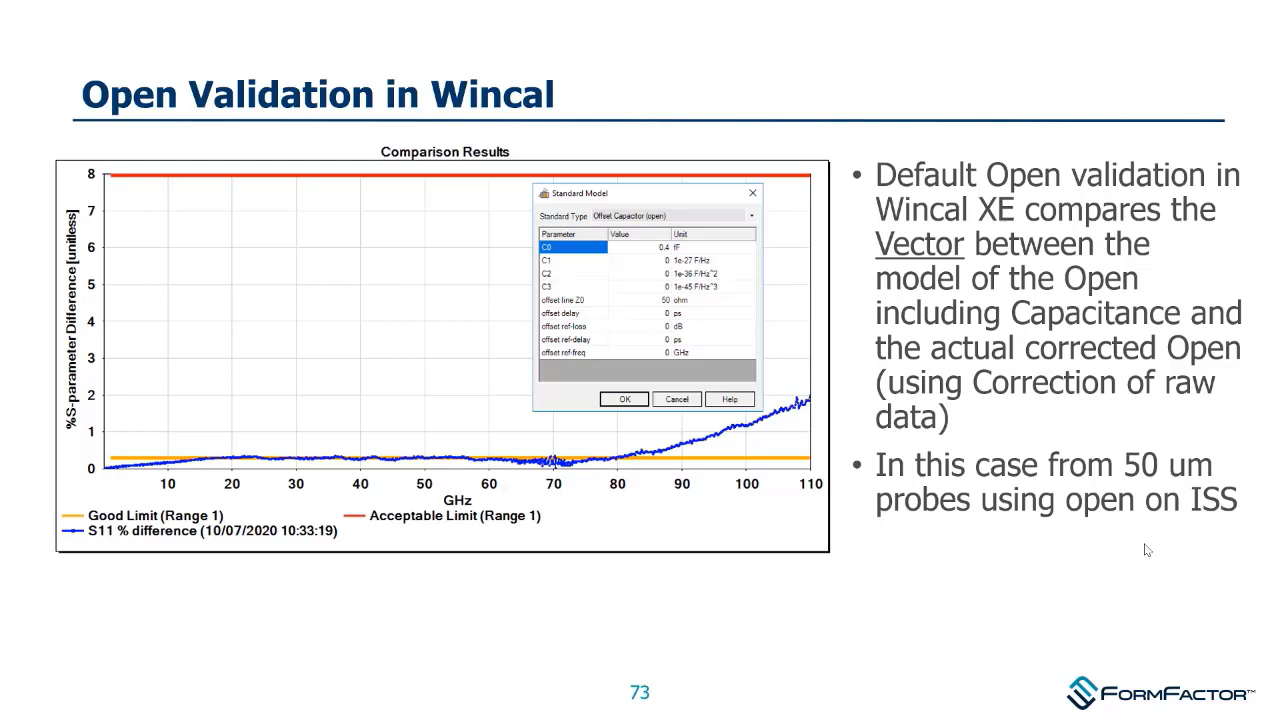 Open Validation in Wincal
Comparison Results
%S-parameter Difference [unitless]
8
7
6
5
4
3
2
1
0
10 20 30 40 50 60 70 80 90 100 110
GHz
Good Limit (Range 1) Acceptable Limit (Range 1)
S11 % difference (10/07/2020 10:33:19)
Standard Model
Standard Type Offset Capacitor (open)
Parameter Value Unit
C0 0.4 fF
C1 0 1e-27 F/Hz
C2 0 1e-36 F/Hz^2
C3 0 1e-45 F/Hz^3
offset line Z0 50 ohm
offset delay 0 ps
offset ref-loss 0 dB
offset ref-delay 0 ps
offset ref-freq 0 GHz
OK Cancel Help
• Default Open validation in
Wincal XE compares the
Vector between the
model of the Open
including Capacitance and
the actual corrected Open
(using Correction of raw
data)
• In this case from 50 um
probes using open on ISS
73
FORMFACTOR™